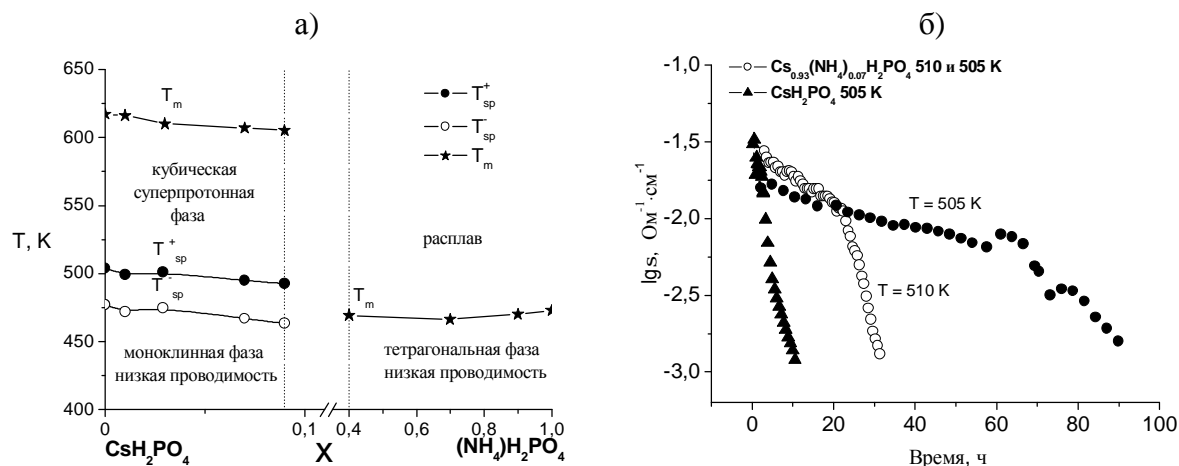 а)
650
600
550
500
450
400
T, K
T_m
кубическая
суперпротонная
фаза
T⁺_sp
T⁻_sp
моноклинная фаза
низкая проводимость
T⁺_sp
T⁻_sp
T_m
расплав
T_m
тетрагональная фаза
низкая проводимость
0 0,1 0,4 0,6 0,8 1,0
CsH₂PO₄ X (NH₄)H₂PO₄
б)
-1,0
-1,5
-2,0
-2,5
-3,0
lg s, Ом⁻¹·см⁻¹
Cs₀.₉₃(NH₄)₀.₀₇H₂PO₄ 510 и 505 K
CsH₂PO₄ 505 K
T = 505 K
T = 510 K
0 20 40 60 80 100
Время, ч